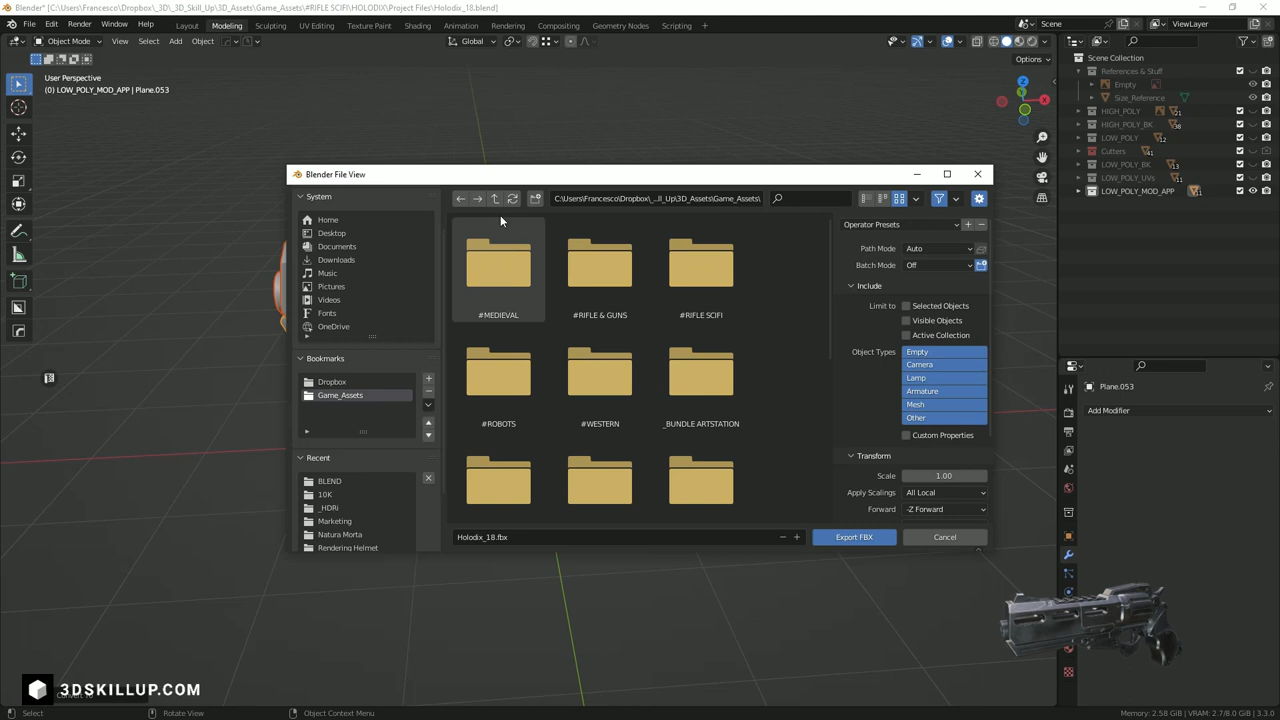 Blender* [C:\Users\Francesco\Dropbox\_3D\_3D_Skill_Up\3D_Assets\Game_Assets\#RIFLE SCIFI\HOLODIX\Project Files\Holodix_18.blend]
File Edit Render Window Help Layout Modeling Sculpting UV Editing Texture Paint Shading Animation Rendering Compositing Geometry Nodes Scripting + Scene ViewLayer
Object Mode View Select Add Object Global
Options
User Perspective
(0) LOW_POLY_MOD_APP | Plane.053
Z
Y
X
Scene Collection
References & Stuff
Empty
Size_Reference
HIGH_POLY 21
HIGH_POLY_BK 38
LOW_POLY 12
Cutters 41
LOW_POLY_BK 13
LOW_POLY_UVs
LOW_POLY_MOD_APP 11
Plane.053
Add Modifier
Blender File View
System
Home
Desktop
Documents
Downloads
Music
Pictures
Videos
Fonts
OneDrive
Bookmarks
Dropbox
Game_Assets
Recent
BLEND
10K
_HDRi
Marketing
Natura Morta
Rendering Helmet
C:\Users\Francesco\Dropbox\_...ll_Up\3D_Assets\Game_Assets\
#MEDIEVAL #RIFLE & GUNS #RIFLE SCIFI
#ROBOTS #WESTERN _BUNDLE ARTSTATION
Holodix_18.fbx
Operator Presets
Path Mode Auto
Batch Mode Off
Include
Limit to Selected Objects
Visible Objects
Active Collection
Object Types Empty
Camera
Lamp
Armature
Mesh
Other
Custom Properties
Transform
Scale 1.00
Apply Scalings All Local
Forward -Z Forward
Export FBX Cancel
3DSKILLUP.COM
Select Rotate View Object Context Menu Memory: 2.58 GiB | VRAM: 2.7/8.0 GiB | 3.3.0